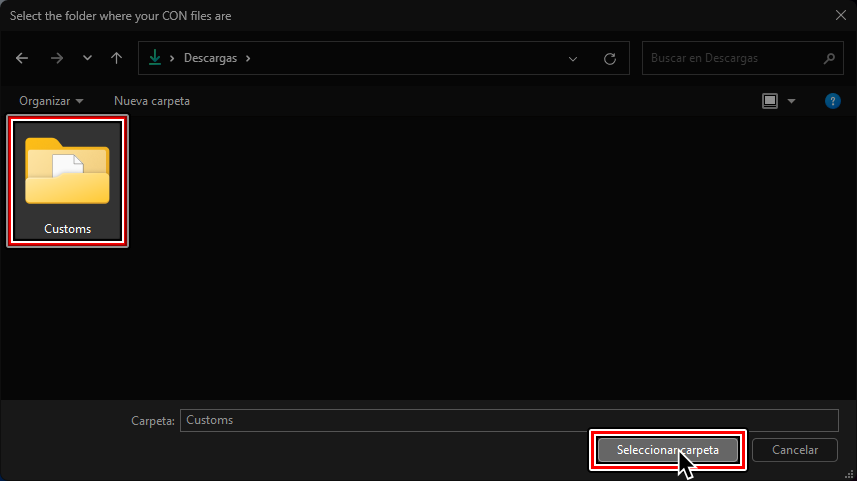 Select the folder where your CON files are
Descargas
Buscar en Descargas
Organizar
Nueva carpeta
?
Customs
Carpeta: Customs
Seleccionar carpeta
Cancelar